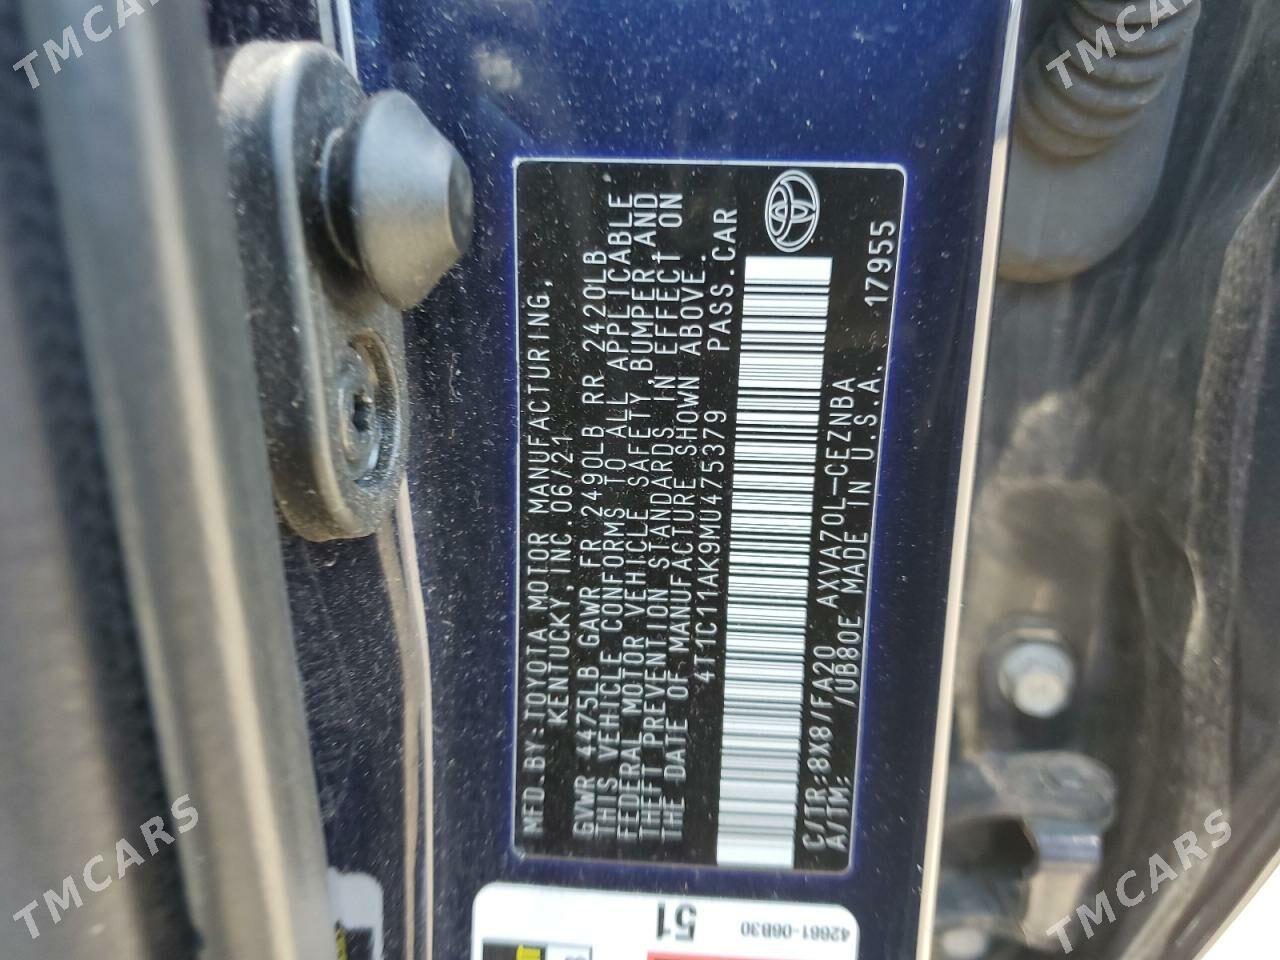 MFD.BY:TOYOTA MOTOR MANUFACTURING,
KENTUCKY,INC. 06/21
GVWR 4475LB GAWR FR 2490LB RR 2420LB
THIS VEHICLE CONFORMS TO ALL APPLICABLE
FEDERAL MOTOR VEHICLE SAFETY, BUMPER, AND
THEFT PREVENTION STANDARDS IN EFFECT ON
THE DATE OF MANUFACTURE SHOWN ABOVE.
4T1C11AK9MU475379 PASS.CAR
C/TR:8X8/FA20 AXVA70L-CEZNBA
A/TM: /UB80E MADE IN U.S.A. 17955
51
42661-06B30
TMCARS
TMCARS
TMCARS
TMCARS